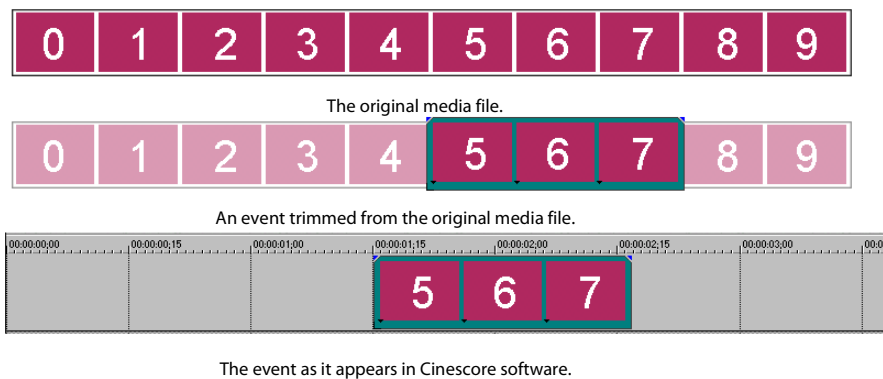 0 1 2 3 4 5 6 7 8 9
The original media file.
0 1 2 3 4 5 6 7 8 9
An event trimmed from the original media file.
00:00:00;00 00:00:00;15 00:00:01;00 00:00:01;15 00:00:02;00 00:00:02;15 00:00:03;00 00:0
5 6 7
The event as it appears in Cinescore software.